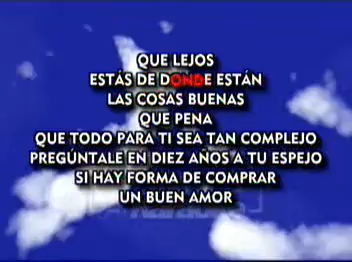 QUE LEJOS
ESTÁS DE DONDE ESTÁN
LAS COSAS BUENAS
QUE PENA
QUE TODO PARA TI SEA TAN COMPLEJO
PREGÚNTALE EN DIEZ AÑOS A TU ESPEJO
SI HAY FORMA DE COMPRAR
UN BUEN AMOR